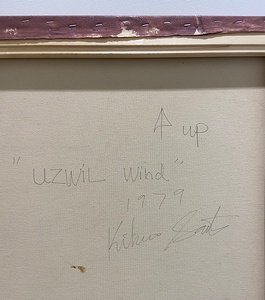 ↑ up
"UZWIL Wind"
1979
Kikuo Saito